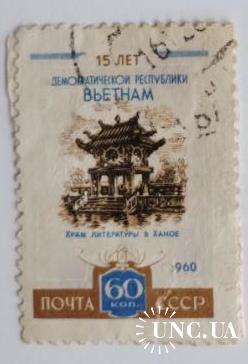 15 ЛЕТ
ДЕМОКРАТИЧЕСКОЙ РЕСПУБЛИКИ
ВЬЕТНАМ
ХРАМ ЛИТЕРАТУРЫ В ХАНОЕ
1960
60
КОП.
ПОЧТА СССР
UNC.UA